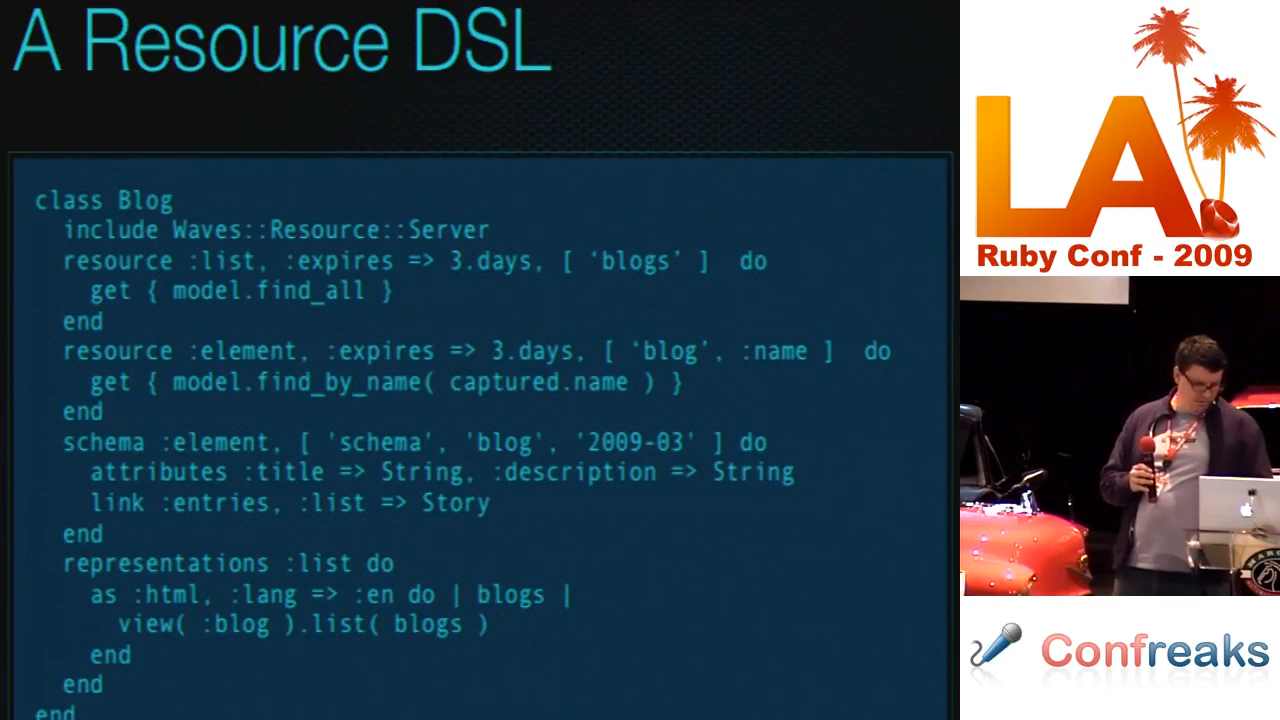 A Resource DSL
class Blog
include Waves::Resource::Server
resource :list, :expires => 3.days, [ ‘blogs’ ] do
get { model.find_all }
end
resource :element, :expires => 3.days, [ ‘blog’, :name ] do
get { model.find_by_name( captured.name ) }
end
schema :element, [ 'schema', 'blog', '2009-03' ] do
attributes :title => String, :description => String
link :entries, :list => Story
end
representations :list do
as :html, :lang => :en do | blogs |
view( :blog ).list( blogs )
end
end
end
LA
Ruby Conf - 2009
Confreaks